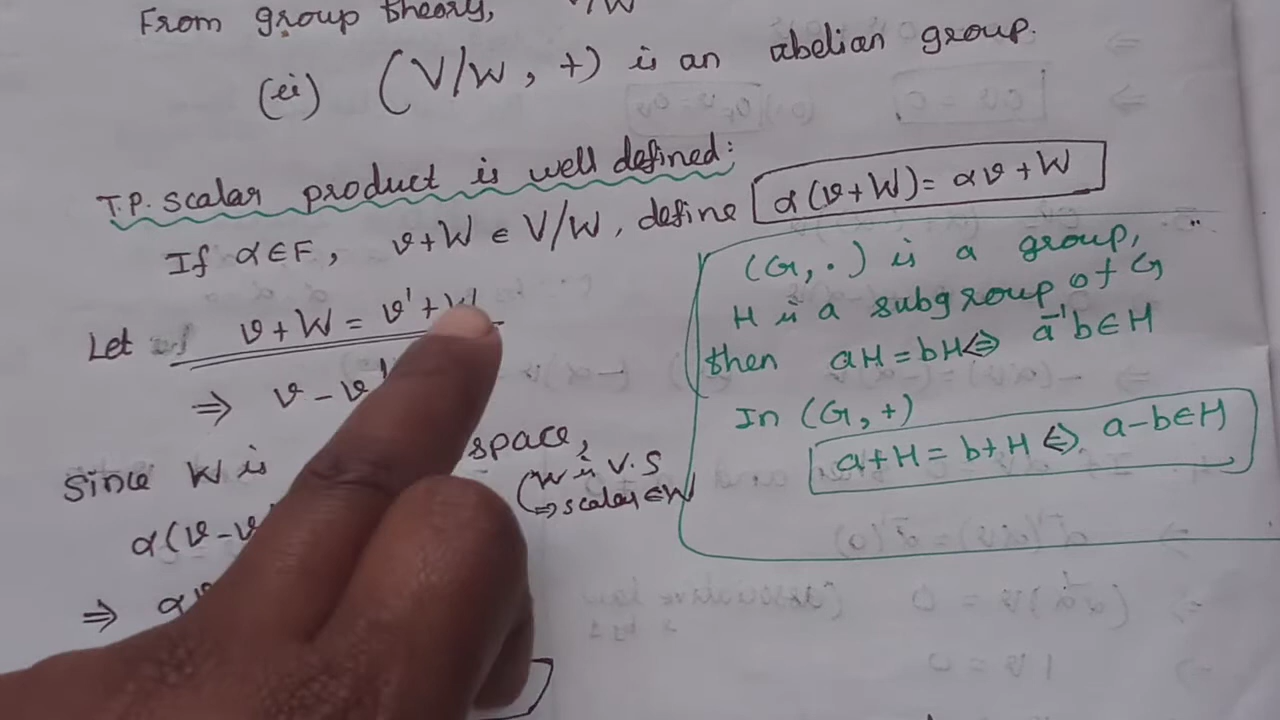 From group theory, V/W
(ii) (V/W, +) is an abelian group.
T.P. scalar product is well defined:
If α∈F, v+W ∈ V/W, define α(v+W)= αv+W
Let v+W = v'+W
⇒ v-v'
Since W is space,
(W is V.S
⇒ scalar ∈ W
α(v-v'
⇒ αv
(G, .) is a group,
H is a subgroup of G
then aH = bH ⇔ a⁻¹b∈H
In (G, +)
a+H = b+H ⇔ a-b∈H